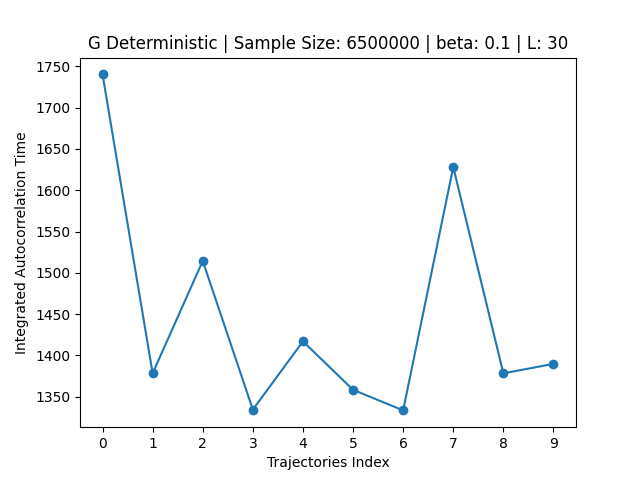 G Deterministic | Sample Size: 6500000 | beta: 0.1 | L: 30
Integrated Autocorrelation Time
1750
1700
1650
1600
1550
1500
1450
1400
1350
0 1 2 3 4 5 6 7 8 9
Trajectories Index